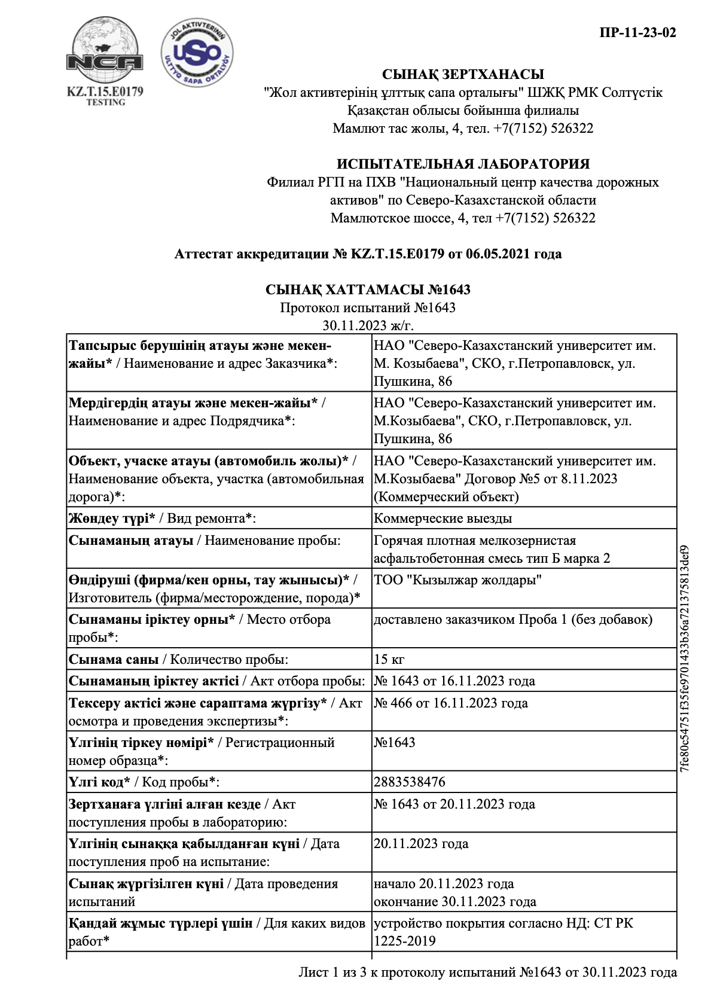 ПР-11-23-02
NCA
KZ.T.15.E0179
TESTING
JOL AKTIVTERINIŃ
USO
ULTTYQ SAPA ORTALYǴY
СЫНАҚ ЗЕРТХАНАСЫ
"Жол активтерінің ұлттық сапа орталығы" ШЖҚ РМК Солтүстік
Қазақстан облысы бойынша филиалы
Мамлют тас жолы, 4, тел. +7(7152) 526322
ИСПЫТАТЕЛЬНАЯ ЛАБОРАТОРИЯ
Филиал РГП на ПХВ "Национальный центр качества дорожных
активов" по Северо-Казахстанской области
Мамлютское шоссе, 4, тел +7(7152) 526322
Аттестат аккредитации № KZ.T.15.E0179 от 06.05.2021 года
СЫНАҚ ХАТТАМАСЫ №1643
Протокол испытаний №1643
30.11.2023 ж/г.
Тапсырыс берушінің атауы және мекен-
жайы* / Наименование и адрес Заказчика*:
НАО "Северо-Казахстанский университет им.
М. Козыбаева", СКО, г.Петропавловск, ул.
Пушкина, 86
Мердігердің атауы және мекен-жайы* /
Наименование и адрес Подрядчика*:
НАО "Северо-Казахстанский университет им.
М.Козыбаева", СКО, г.Петропавловск, ул.
Пушкина, 86
Объект, учаске атауы (автомобиль жолы)* /
Наименование объекта, участка (автомобильная
дорога)*:
НАО "Северо-Казахстанский университет им.
М.Козыбаева" Договор №5 от 8.11.2023
(Коммерческий объект)
Жөндеу түрі* / Вид ремонта*:
Коммерческие выезды
Сынаманың атауы / Наименование пробы:
Горячая плотная мелкозернистая
асфальтобетонная смесь тип Б марка 2
Өндіруші (фирма/кен орны, тау жынысы)* /
Изготовитель (фирма/месторождение, порода)*
ТОО "Кызылжар жолдары"
Сынаманы іріктеу орны* / Место отбора
пробы*:
доставлено заказчиком Проба 1 (без добавок)
Сынама саны / Количество пробы:
15 кг
Сынаманың іріктеу актісі / Акт отбора пробы:
№ 1643 от 16.11.2023 года
Тексеру актісі және сараптама жүргізу* / Акт
осмотра и проведения экспертизы*:
№ 466 от 16.11.2023 года
Үлгінің тіркеу нөмірі* / Регистрационный
номер образца*:
№1643
Үлгі код* / Код пробы*:
2883538476
Зертханаға үлгіні алған кезде / Акт
поступления пробы в лабораторию:
№ 1643 от 20.11.2023 года
Үлгінің сынаққа қабылданған күні / Дата
поступления проб на испытание:
20.11.2023 года
Сынақ жүргізілген күні / Дата проведения
испытаний
начало 20.11.2023 года
окончание 30.11.2023 года
Қандай жұмыс түрлері үшін / Для каких видов
работ*
устройство покрытия согласно НД: СТ РК
1225-2019
7fe80c54751f35fe9701433b36a721375813def9
Лист 1 из 3 к протоколу испытаний №1643 от 30.11.2023 года